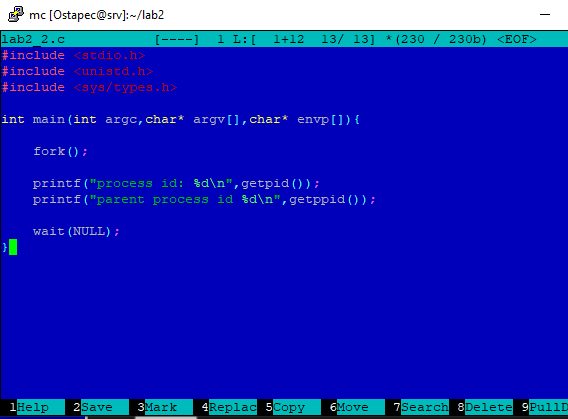 mc [Ostapec@srv]:~/lab2
lab2_2.c [----] 1 L:[ 1+12 13/ 13] *(230 / 230b) <EOF>
#include <stdio.h>
#include <unistd.h>
#include <sys/types.h>
int main(int argc,char* argv[],char* envp[]){
fork();
printf("process id: %d\n",getpid());
printf("parent process id %d\n",getppid());
wait(NULL);
}
1Help 2Save 3Mark 4Replac 5Copy 6Move 7Search 8Delete 9PullD